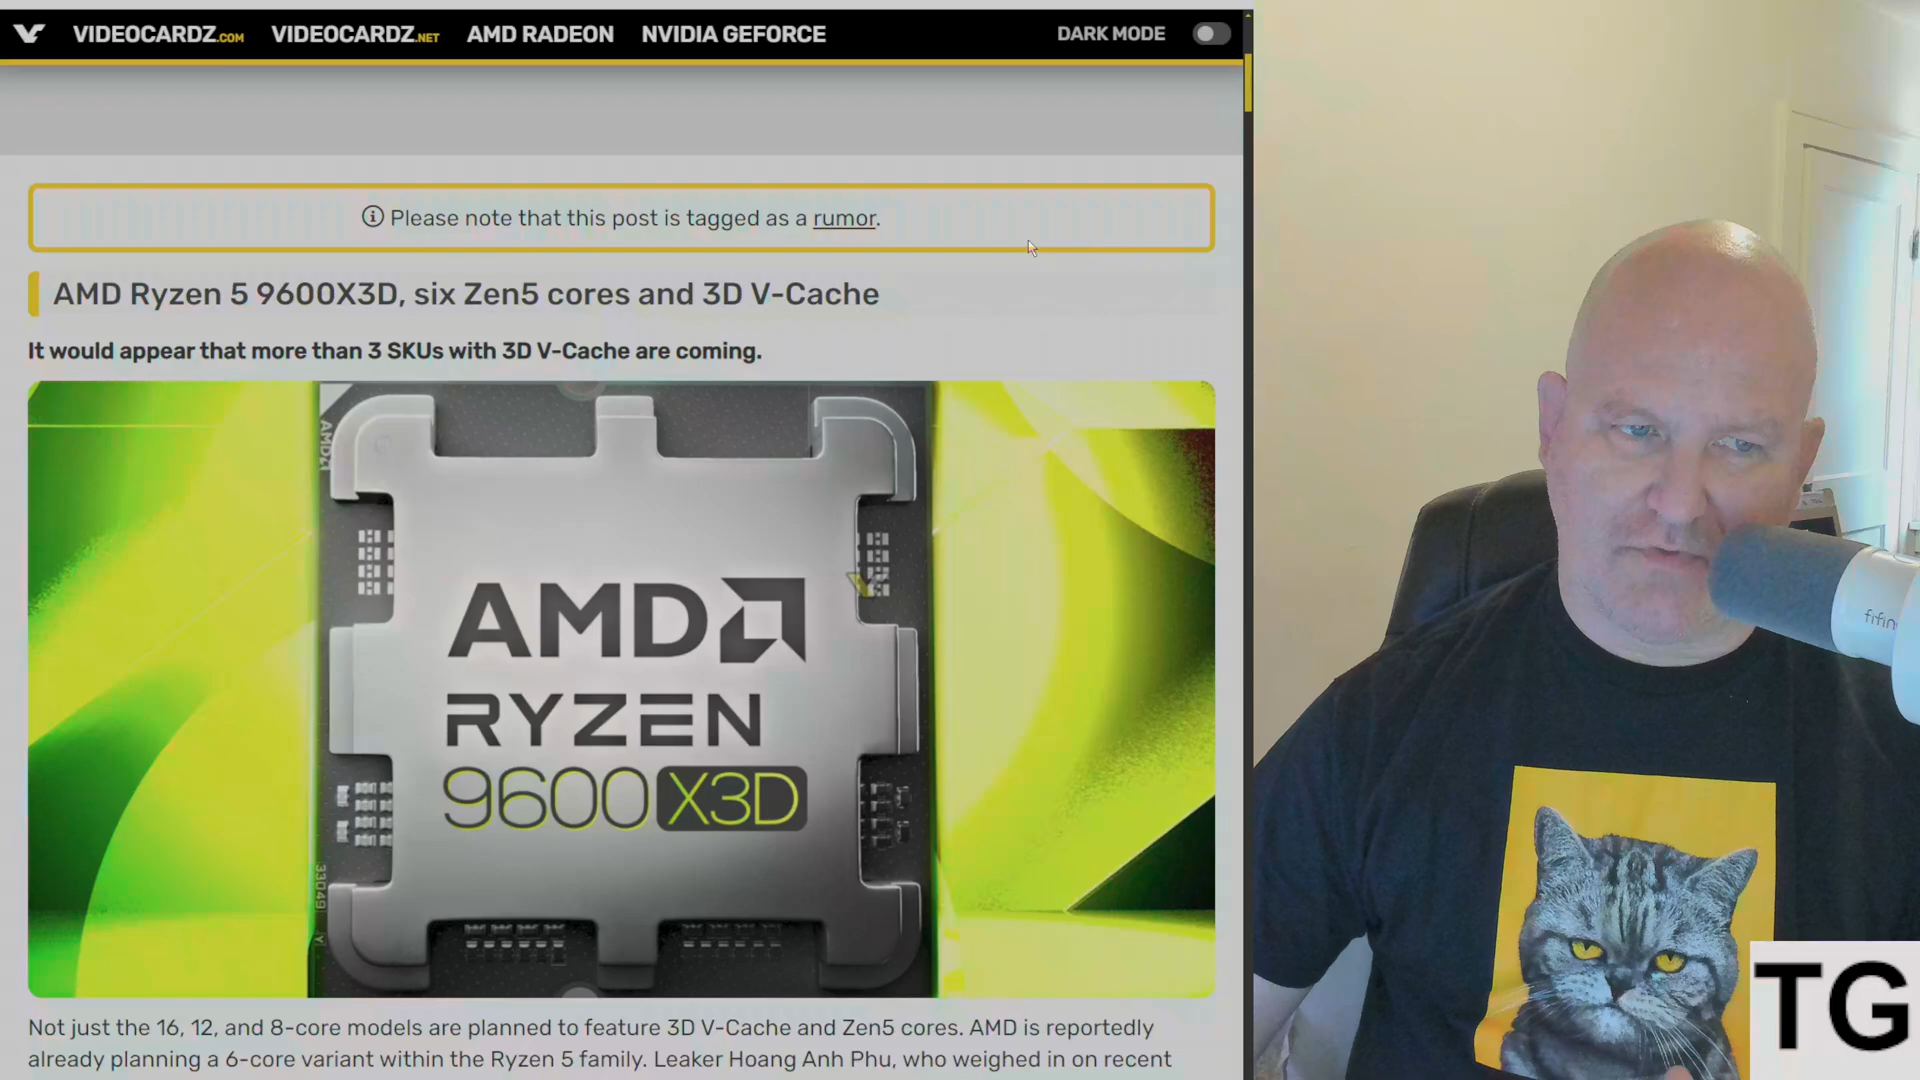 VIDEOCARDZ.COM VIDEOCARDZ.NET AMD RADEON NVIDIA GEFORCE DARK MODE
Please note that this post is tagged as a rumor.
AMD Ryzen 5 9600X3D, six Zen5 cores and 3D V-Cache
It would appear that more than 3 SKUs with 3D V-Cache are coming.
AMD
AMD
RYZEN
9600 X3D
33049
Not just the 16, 12, and 8-core models are planned to feature 3D V-Cache and Zen5 cores. AMD is reportedly
already planning a 6-core variant within the Ryzen 5 family. Leaker Hoang Anh Phu, who weighed in on recent
fifin
TG